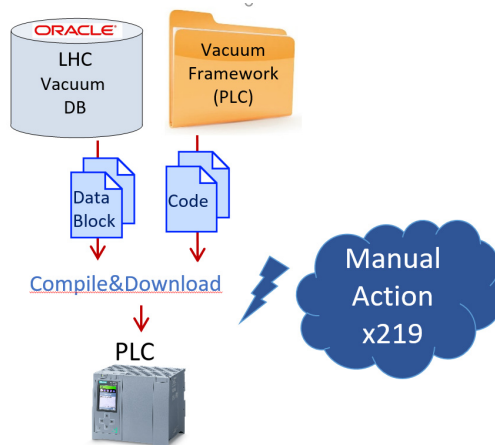 ORACLE
LHC
Vacuum
DB
Vacuum
Framework
(PLC)
Data
Block
Code
Compile&Download
PLC
Manual
Action
x219